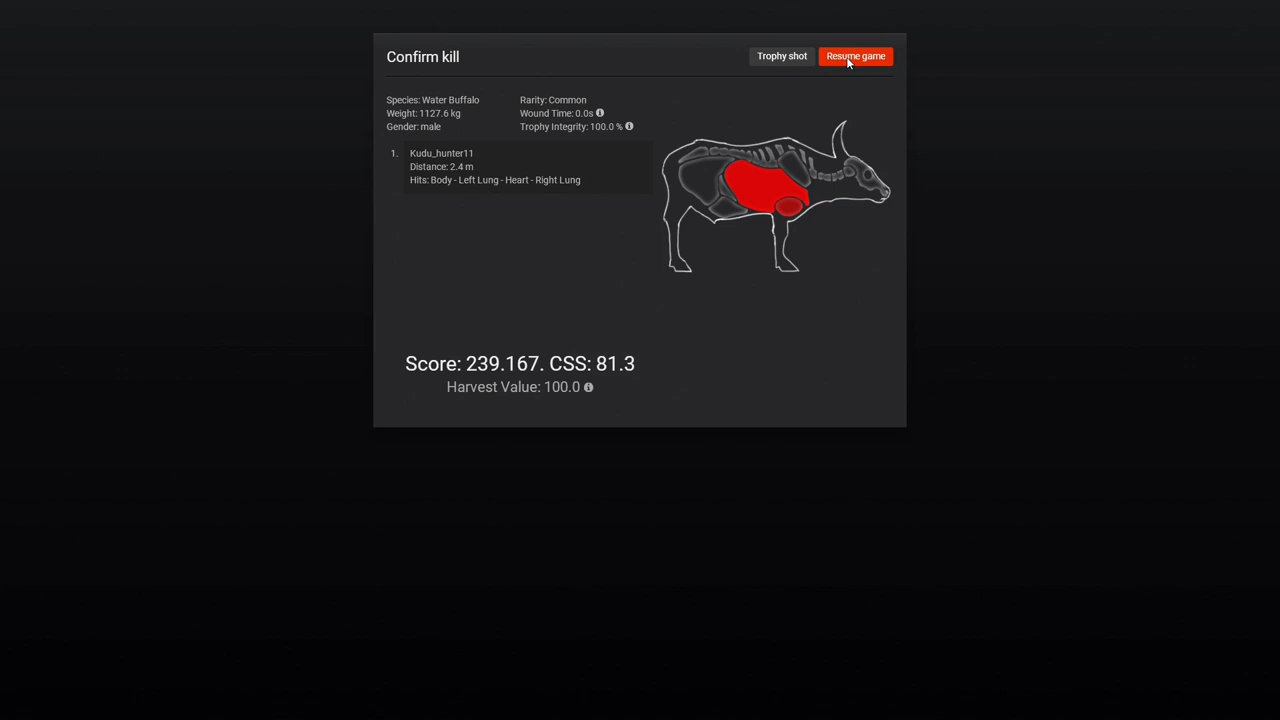 Confirm kill
Trophy shot
Resume game
Species: Water Buffalo
Weight: 1127.6 kg
Gender: male
Rarity: Common
Wound Time: 0.0s
Trophy Integrity: 100.0 %
1.
Kudu_hunter11
Distance: 2.4 m
Hits: Body - Left Lung - Heart - Right Lung
Score: 239.167. CSS: 81.3
Harvest Value: 100.0